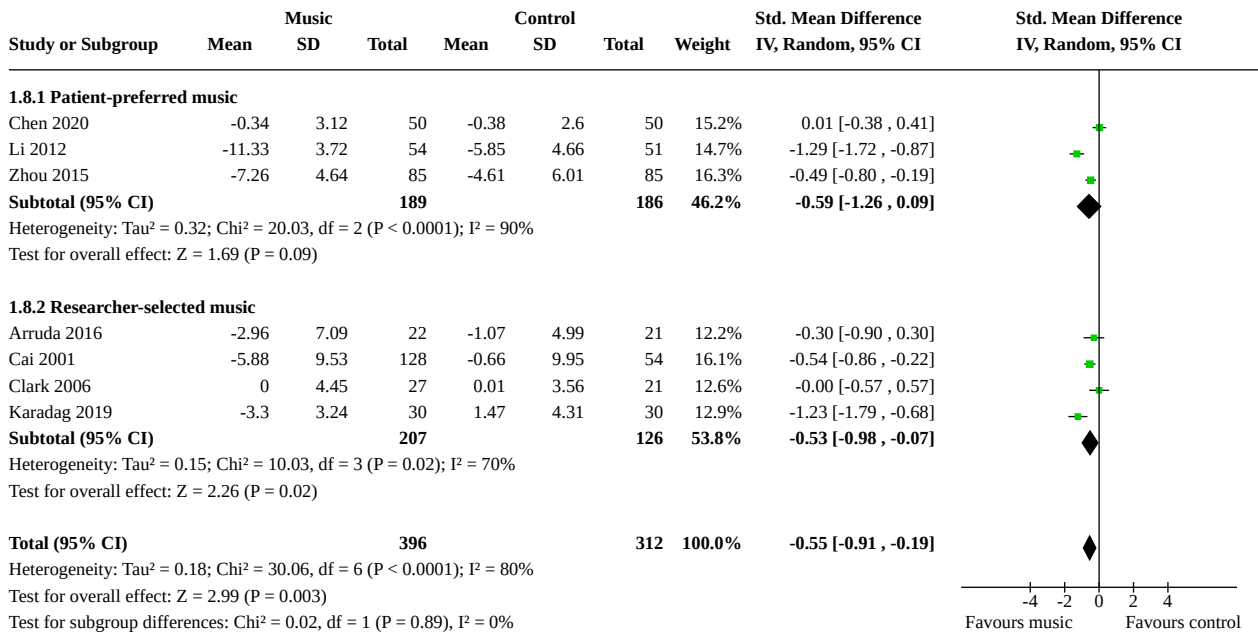 Music Control Std. Mean Difference Std. Mean Difference
Study or Subgroup Mean SD Total Mean SD Total Weight IV, Random, 95% CI IV, Random, 95% CI
1.8.1 Patient-preferred music
Chen 2020 -0.34 3.12 50 -0.38 2.6 50 15.2% 0.01 [-0.38 , 0.41]
Li 2012 -11.33 3.72 54 -5.85 4.66 51 14.7% -1.29 [-1.72 , -0.87]
Zhou 2015 -7.26 4.64 85 -4.61 6.01 85 16.3% -0.49 [-0.80 , -0.19]
Subtotal (95% CI) 189 186 46.2% -0.59 [-1.26 , 0.09]
Heterogeneity: Tau² = 0.32; Chi² = 20.03, df = 2 (P < 0.0001); I² = 90%
Test for overall effect: Z = 1.69 (P = 0.09)
1.8.2 Researcher-selected music
Arruda 2016 -2.96 7.09 22 -1.07 4.99 21 12.2% -0.30 [-0.90 , 0.30]
Cai 2001 -5.88 9.53 128 -0.66 9.95 54 16.1% -0.54 [-0.86 , -0.22]
Clark 2006 0 4.45 27 0.01 3.56 21 12.6% -0.00 [-0.57 , 0.57]
Karadag 2019 -3.3 3.24 30 1.47 4.31 30 12.9% -1.23 [-1.79 , -0.68]
Subtotal (95% CI) 207 126 53.8% -0.53 [-0.98 , -0.07]
Heterogeneity: Tau² = 0.15; Chi² = 10.03, df = 3 (P = 0.02); I² = 70%
Test for overall effect: Z = 2.26 (P = 0.02)
Total (95% CI) 396 312 100.0% -0.55 [-0.91 , -0.19]
Heterogeneity: Tau² = 0.18; Chi² = 30.06, df = 6 (P < 0.0001); I² = 80%
Test for overall effect: Z = 2.99 (P = 0.003) -4 -2 0 2 4
Test for subgroup differences: Chi² = 0.02, df = 1 (P = 0.89), I² = 0% Favours music Favours control